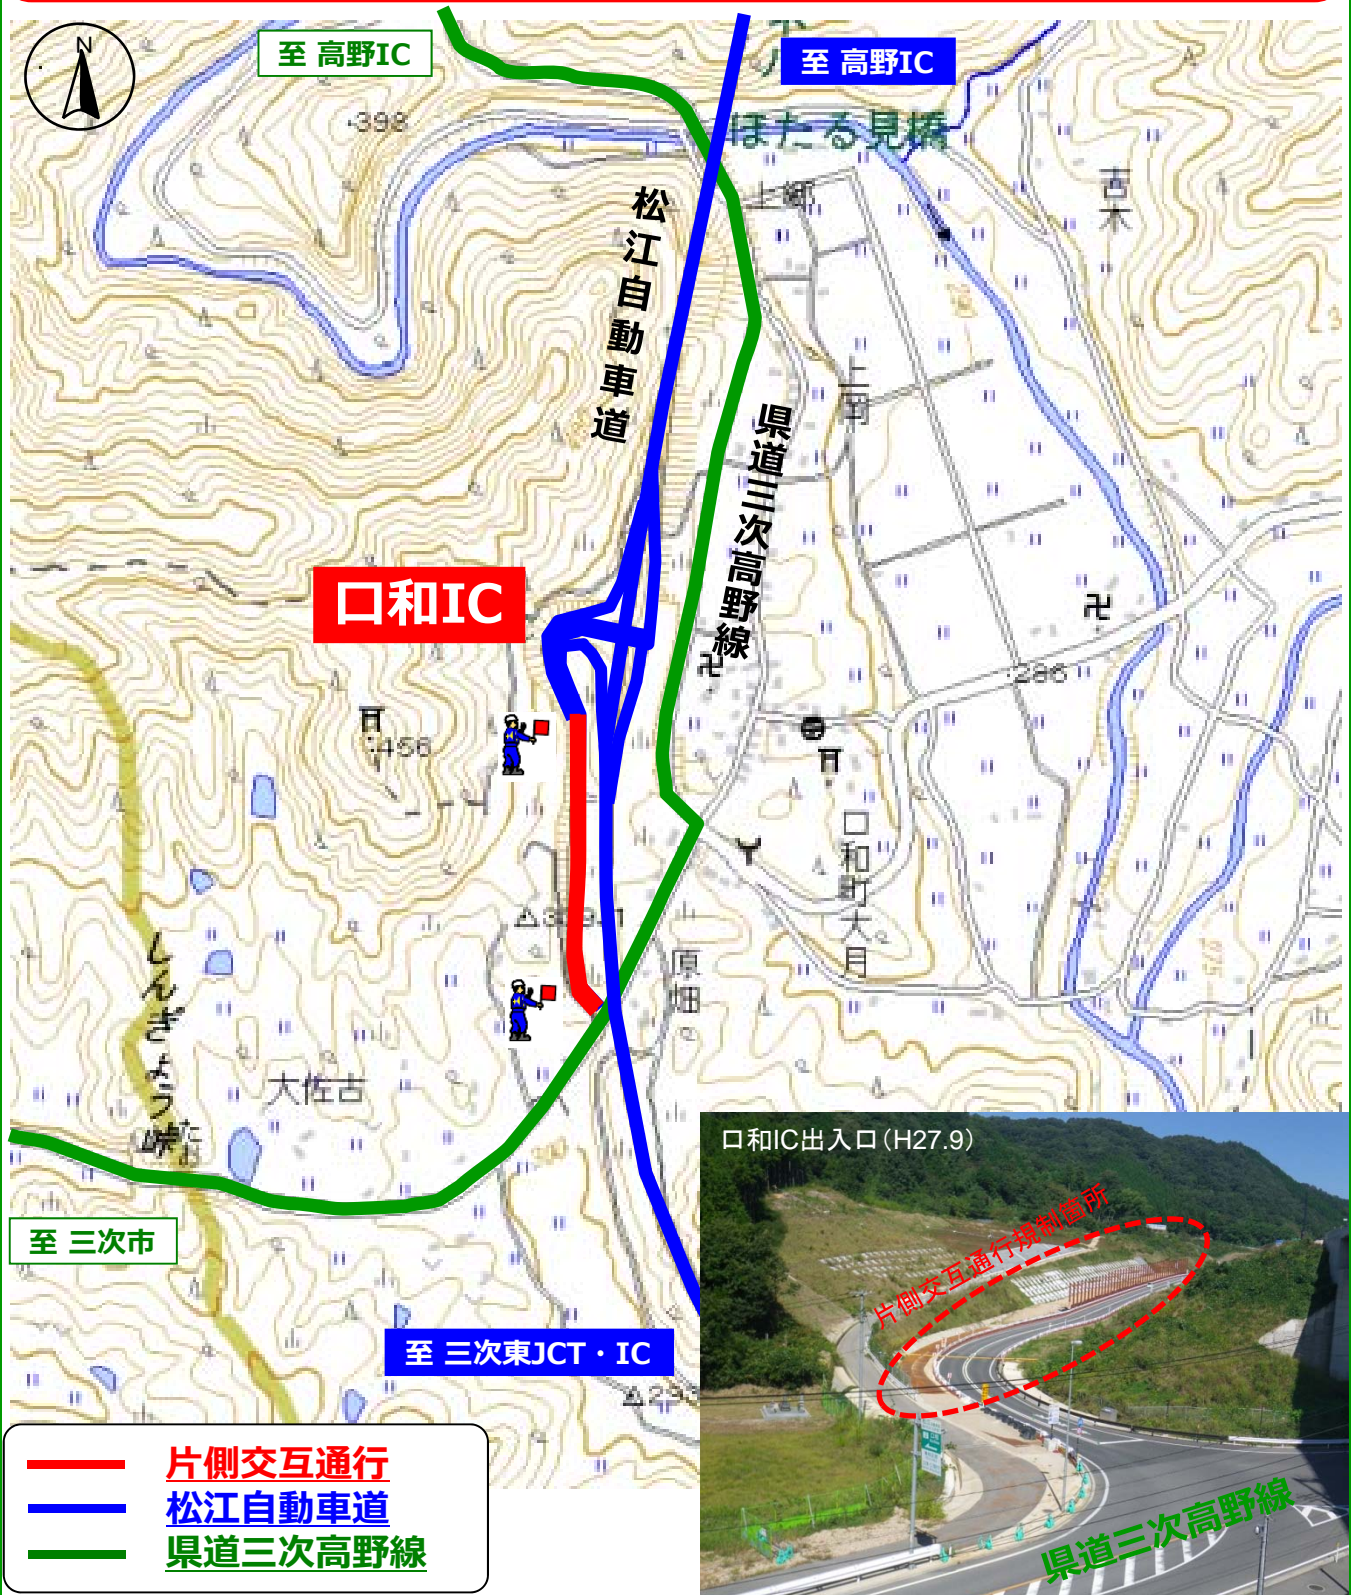 N
至 高野IC
至 高野IC
ほたる見橋
398
上郷
古木
松江自動車道
上岡
県道三次高野線
口和IC
286
456
口和町大月
原畑
しんぎょう峠
大佐古
至 三次市
至 三次東JCT・IC
口和IC出入口(H27.9)
片側交互通行規制箇所
県道三次高野線
片側交互通行
松江自動車道
県道三次高野線